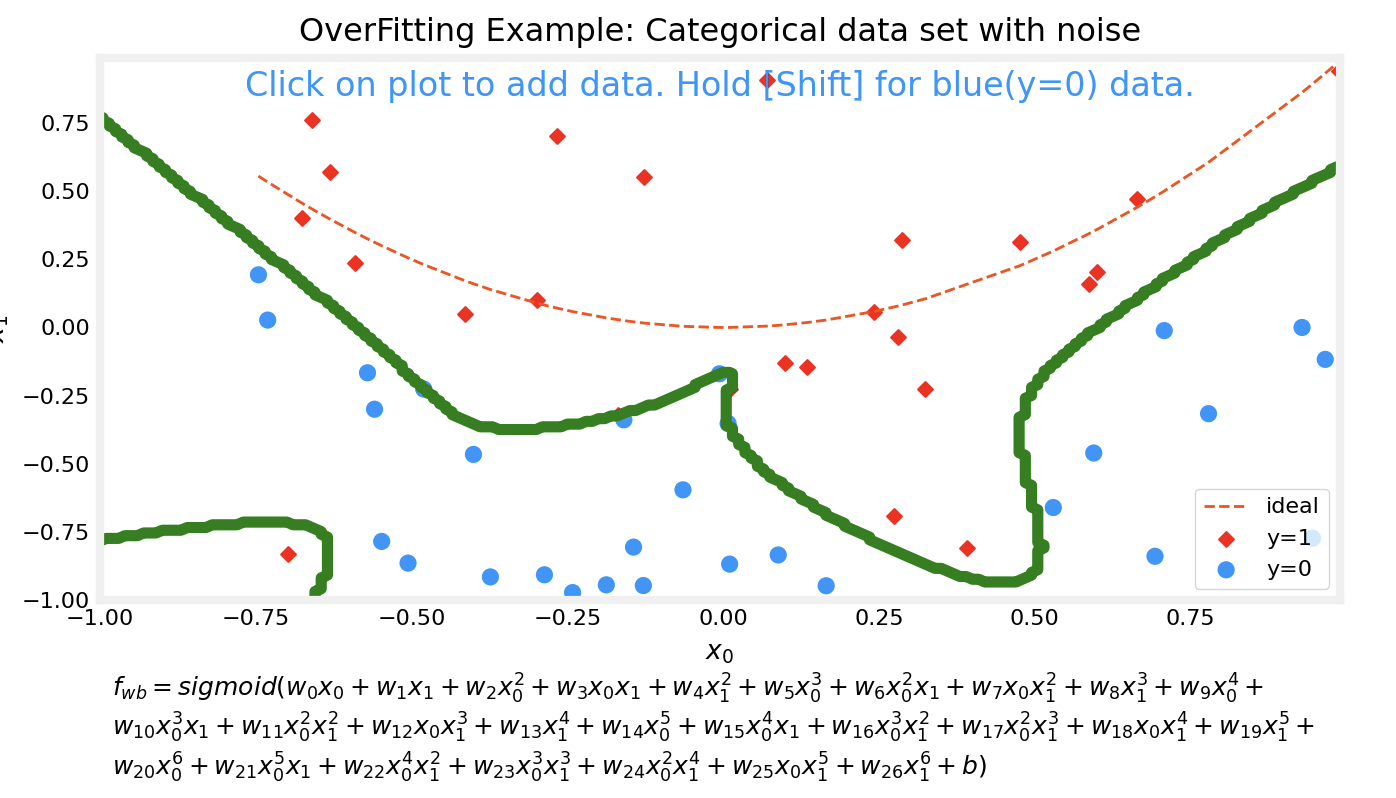 OverFitting Example: Categorical data set with noise
Click on plot to add data. Hold [Shift] for blue(y=0) data.
0.75
0.50
0.25
0.00
−0.25
−0.50
−0.75
−1.00
ideal
y=1
y=0
−1.00 −0.75 −0.50 −0.25 0.00 0.25 0.50 0.75
x₀
f_wb = sigmoid(w₀x₀ + w₁x₁ + w₂x₀² + w₃x₀x₁ + w₄x₁² + w₅x₀³ + w₆x₀²x₁ + w₇x₀x₁² + w₈x₁³ + w₉x₀⁴ +
w₁₀x₀³x₁ + w₁₁x₀²x₁² + w₁₂x₀x₁³ + w₁₃x₁⁴ + w₁₄x₀⁵ + w₁₅x₀⁴x₁ + w₁₆x₀³x₁² + w₁₇x₀²x₁³ + w₁₈x₀x₁⁴ + w₁₉x₁⁵ +
w₂₀x₀⁶ + w₂₁x₀⁵x₁ + w₂₂x₀⁴x₁² + w₂₃x₀³x₁³ + w₂₄x₀²x₁⁴ + w₂₅x₀x₁⁵ + w₂₆x₁⁶ + b)